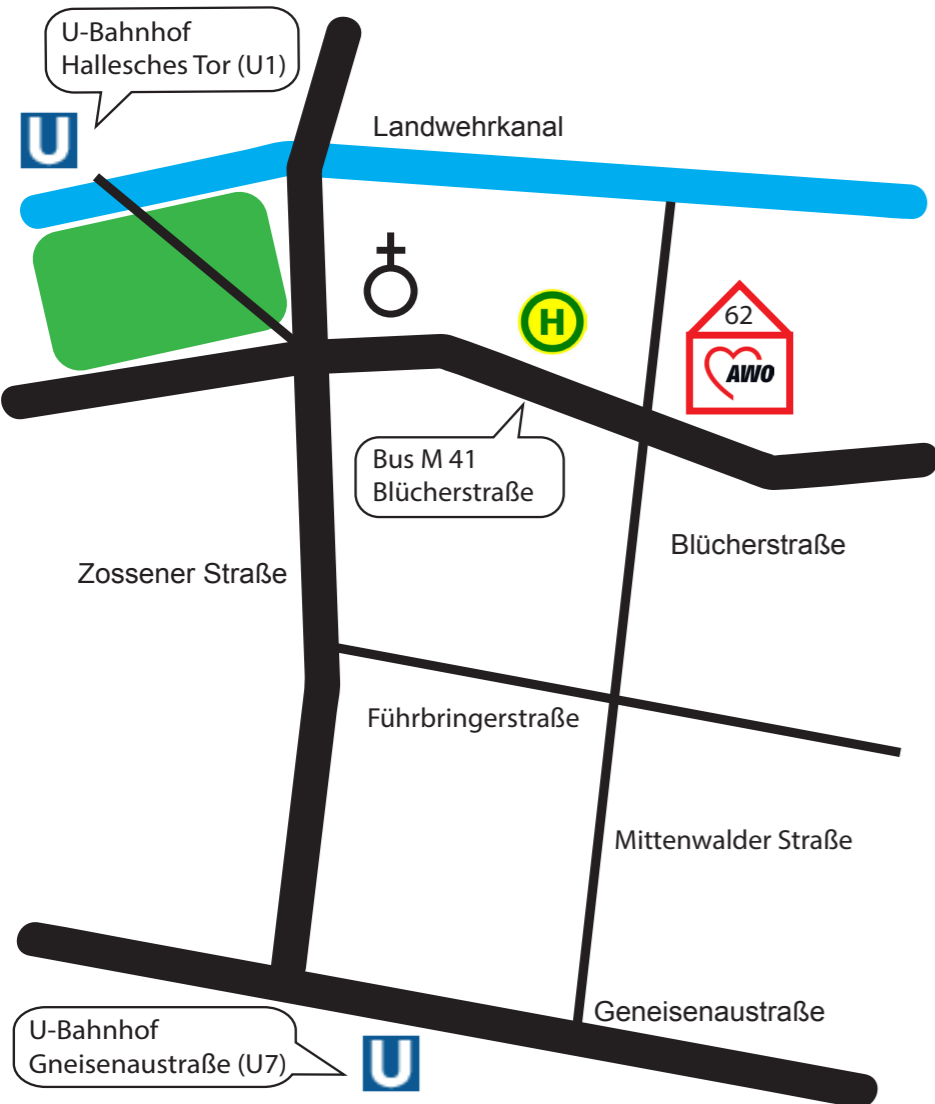 U-Bahnhof
Hallesches Tor (U1)
U
Landwehrkanal
H
62
AWO
Bus M 41
Blücherstraße
Blücherstraße
Zossener Straße
Führbringerstraße
Mittenwalder Straße
Geneisenaustraße
U-Bahnhof
Gneisenaustraße (U7)
U